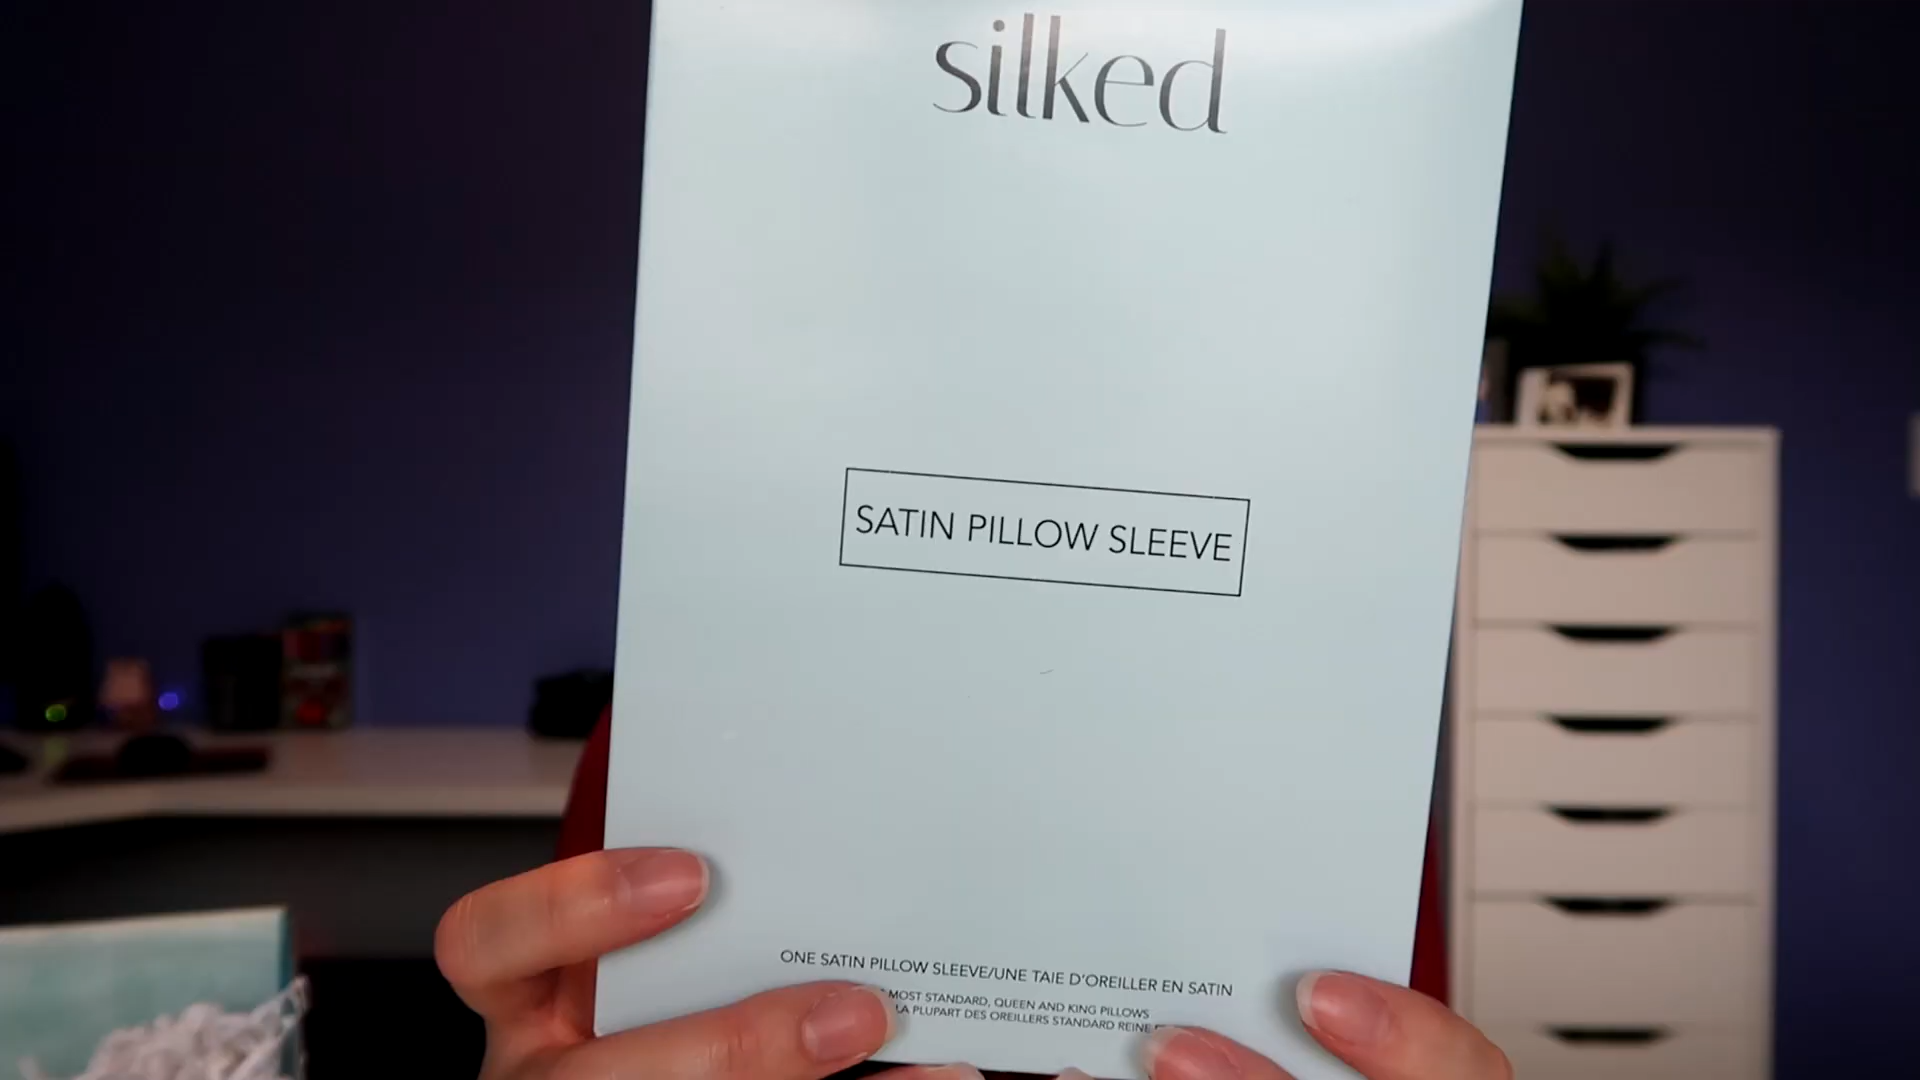 silked
SATIN PILLOW SLEEVE
ONE SATIN PILLOW SLEEVE/UNE TAIE D'OREILLER EN SATIN
MOST STANDARD, QUEEN AND KING PILLOWS
LA PLUPART DES OREILLERS STANDARD REINE